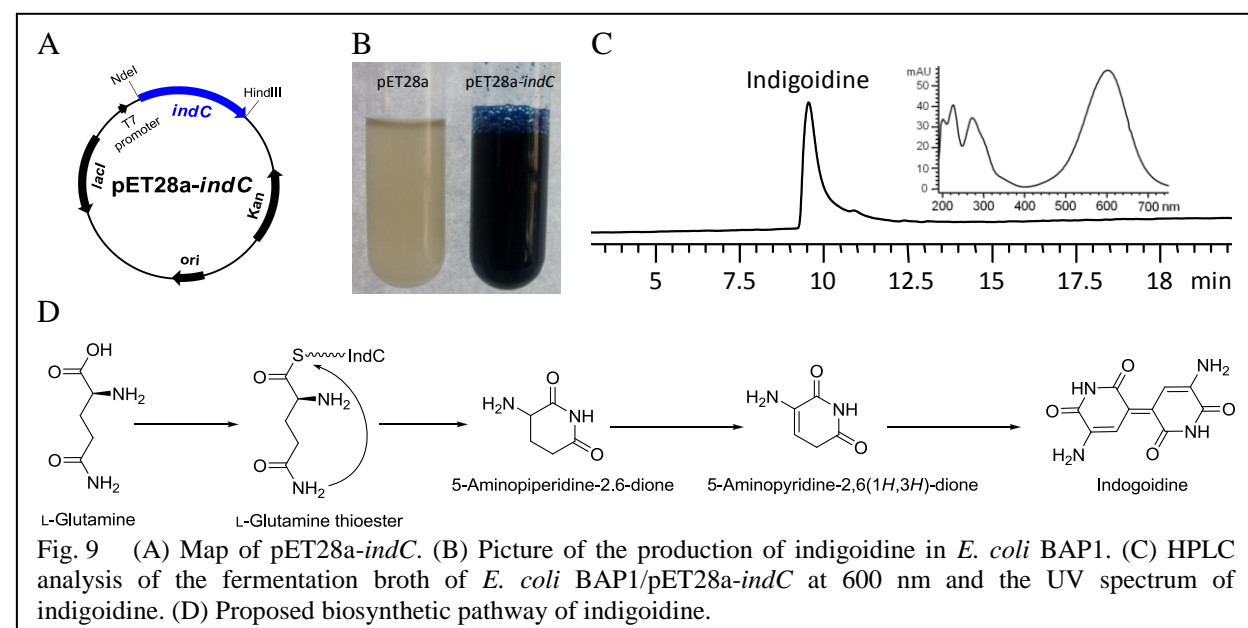 A
NdeI
indC
HindIII
T7
promoter
lacI
pET28a-indC
Kan
ori
B
pET28a
pET28a-indC
C
Indigoidine
mAU
50
40
30
20
10
0
200 300 400 500 600 700 nm
5 7.5 10 12.5 15 17.5 18 min
D
O
OH
NH2
O
NH2
L-Glutamine
S
IndC
O
NH2
O
NH2
L-Glutamine thioester
O
H2N
NH
O
5-Aminopiperidine-2.6-dione
O
H2N
NH
O
5-Aminopyridine-2,6(1H,3H)-dione
O
NH2
HN
O
O
NH
H2N
O
Indogoidine
Fig. 9 (A) Map of pET28a-indC. (B) Picture of the production of indigoidine in E. coli BAP1. (C) HPLC
analysis of the fermentation broth of E. coli BAP1/pET28a-indC at 600 nm and the UV spectrum of
indigoidine. (D) Proposed biosynthetic pathway of indigoidine.